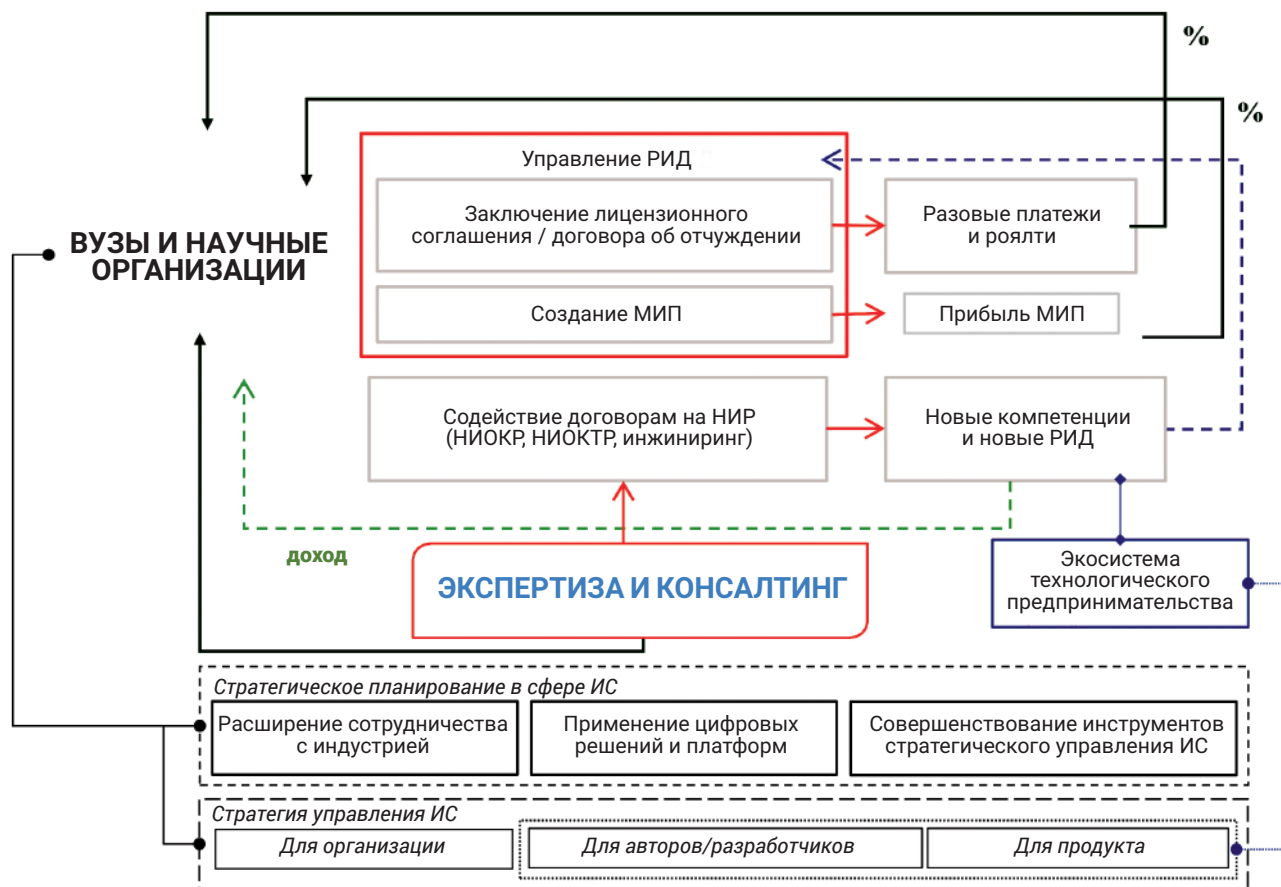 %
%
Управление РИД
Заключение лицензионного
соглашения / договора об отчуждении
Разовые платежи
и роялти
ВУЗЫ И НАУЧНЫЕ
ОРГАНИЗАЦИИ
Создание МИП
Прибыль МИП
Содействие договорам на НИР
(НИОКР, НИОКТР, инжиниринг)
Новые компетенции
и новые РИД
доход
ЭКСПЕРТИЗА И КОНСАЛТИНГ
Экосистема
технологического
предпринимательства
Стратегическое планирование в сфере ИС
Расширение сотрудничества
с индустрией
Применение цифровых
решений и платформ
Совершенствование инструментов
стратегического управления ИС
Стратегия управления ИС
Для организации
Для авторов/разработчиков
Для продукта